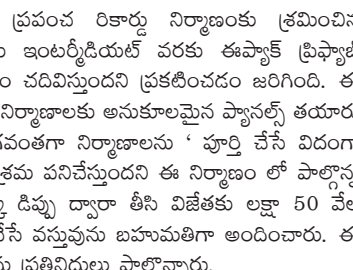 ప్రపంచ రికార్డు నిర్మాణంకు శ్రమించిన
ఇంటర్మీడియట్ వరకు ఈప్యాక్ ప్రిఫ్యాబ్
చదివిస్తుందని ప్రకటించడం జరిగింది. ఈ
నిర్మాణాలకు అనుకూలమైన ప్యానల్స్ తయారు
నిర్మాణాలను ' పూర్తి చేసే విదంగా
పనిచేస్తుందని ఈ నిర్మాణం లో పాల్గొన్న
డిప్పు ద్వారా తీసి విజేతకు లక్షా 50 వేల
వస్తువును బహుమతిగా అందించారు. ఈ
ప్రతినిధులు పాల్గొన్నారు.